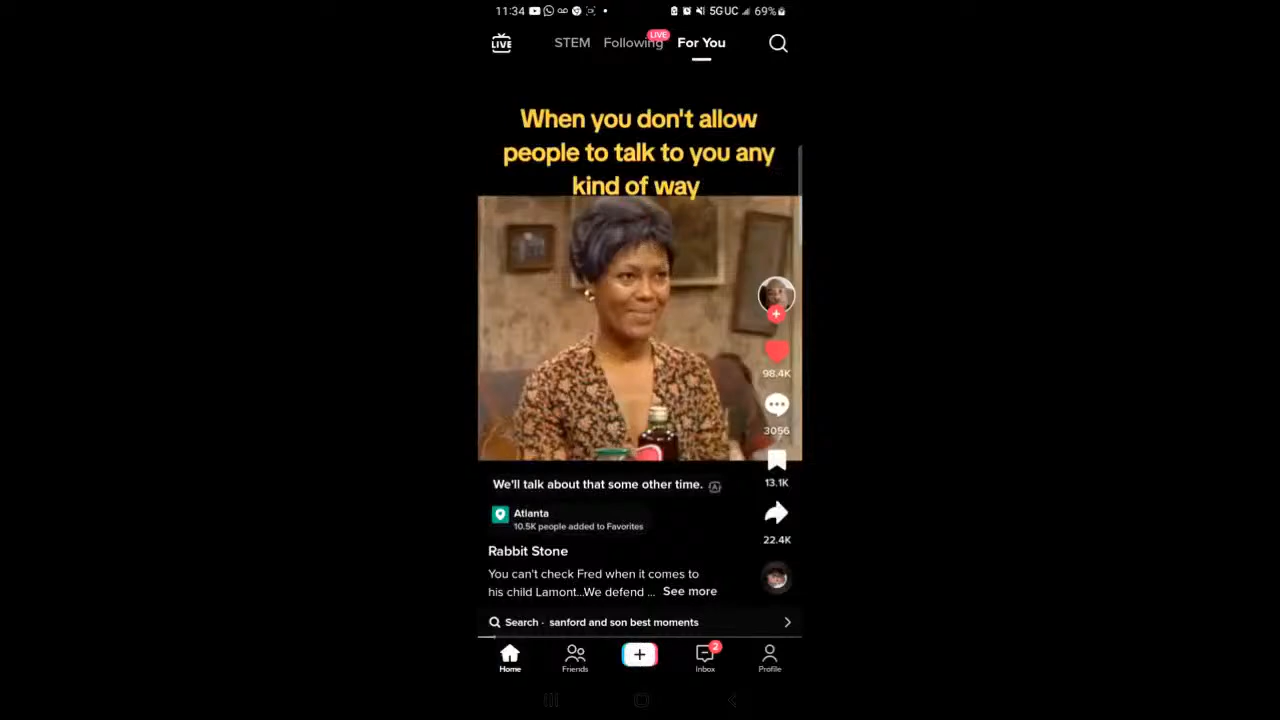 11:34
5GUC
69%
LIVE
STEM
Following
LIVE
For You
When you don't allow
people to talk to you any
kind of way
98.4K
3056
13.1K
22.4K
We'll talk about that some other time.
Atlanta
10.5K people added to Favorites
Rabbit Stone
You can't check Fred when it comes to
his child Lamont...We defend ... See more
Search · sanford and son best moments
Home
Friends
2
Inbox
Profile